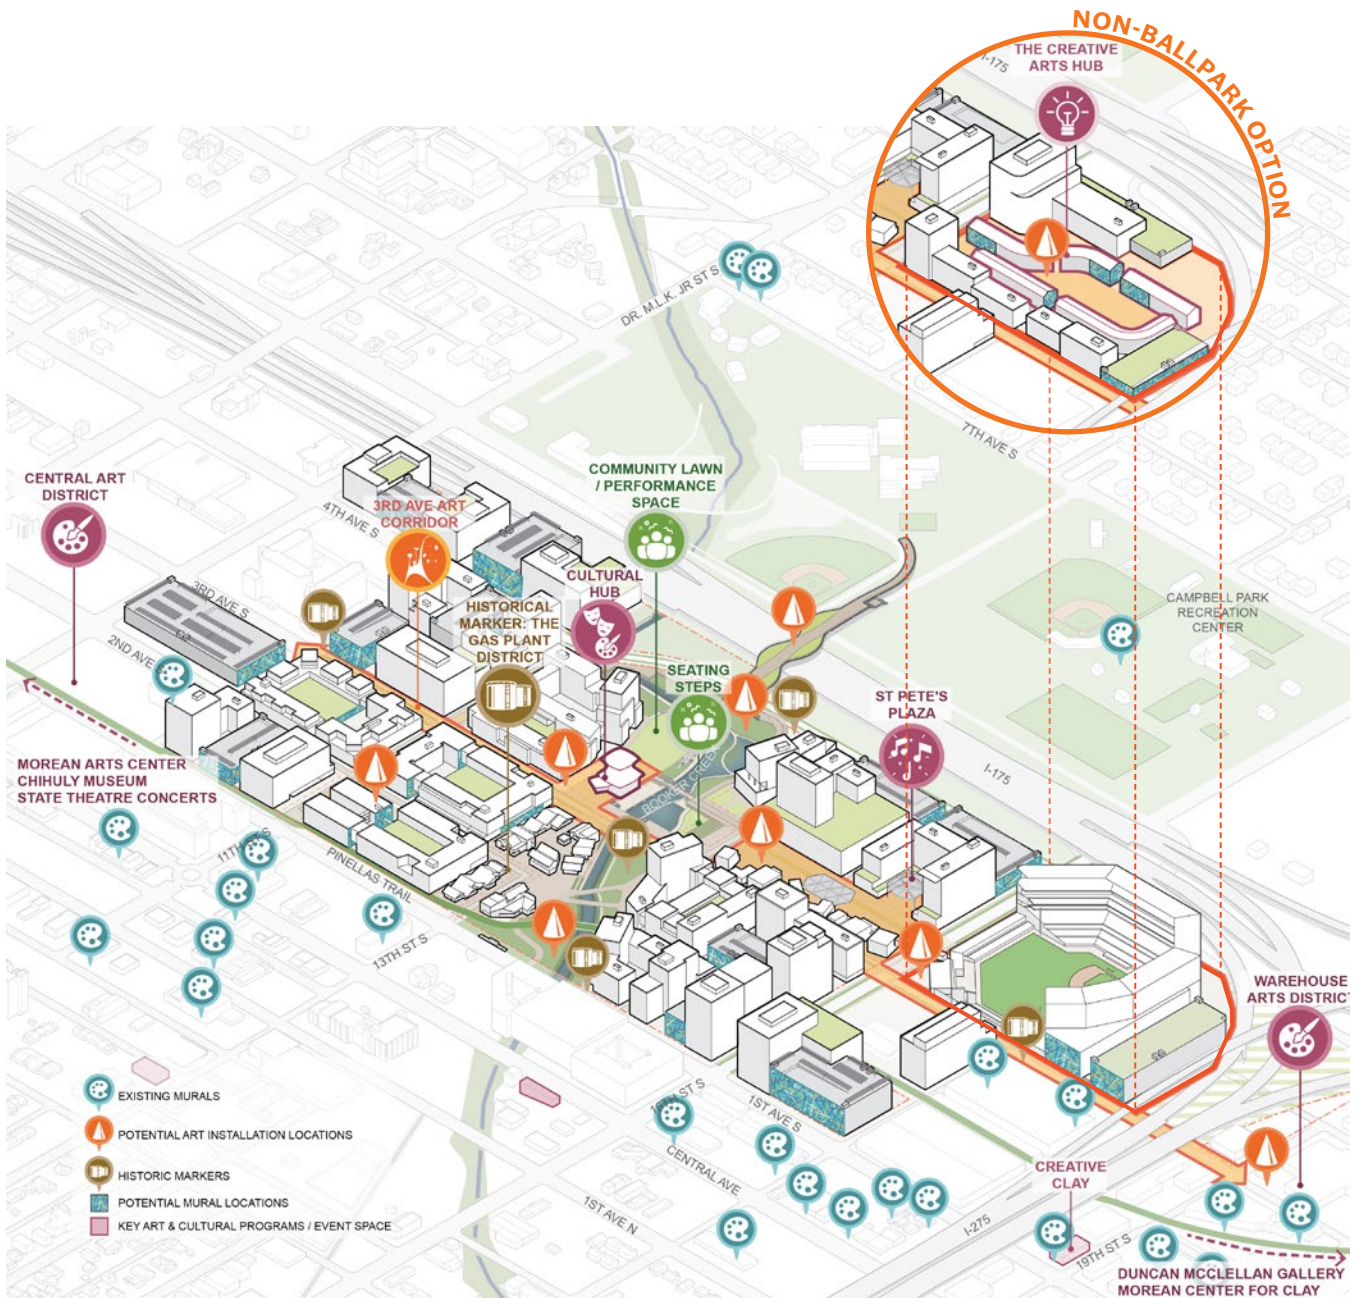 NON-BALLPARK OPTION
THE CREATIVE
ARTS HUB
I-175
DR. M.L.K. JR ST S
7TH AVE S
CENTRAL ART
DISTRICT
4TH AVE S
3RD AVE ART
CORRIDOR
COMMUNITY LAWN
/ PERFORMANCE
SPACE
CULTURAL
HUB
HISTORICAL
MARKER: THE
GAS PLANT
DISTRICT
3RD AVE S
2ND AVE S
SEATING
STEPS
ST PETE'S
PLAZA
CAMPBELL PARK
RECREATION
CENTER
I-175
BOOKER CREEK
MOREAN ARTS CENTER
CHIHULY MUSEUM
STATE THEATRE CONCERTS
11TH ST S
PINELLAS TRAIL
13TH ST S
16TH ST S
1ST AVE S
CENTRAL AVE
1ST AVE N
WAREHOUSE
ARTS DISTRICT
CREATIVE
CLAY
I-275
19TH ST S
DUNCAN MCCLELLAN GALLERY
MOREAN CENTER FOR CLAY
EXISTING MURALS
POTENTIAL ART INSTALLATION LOCATIONS
HISTORIC MARKERS
POTENTIAL MURAL LOCATIONS
KEY ART & CULTURAL PROGRAMS / EVENT SPACE